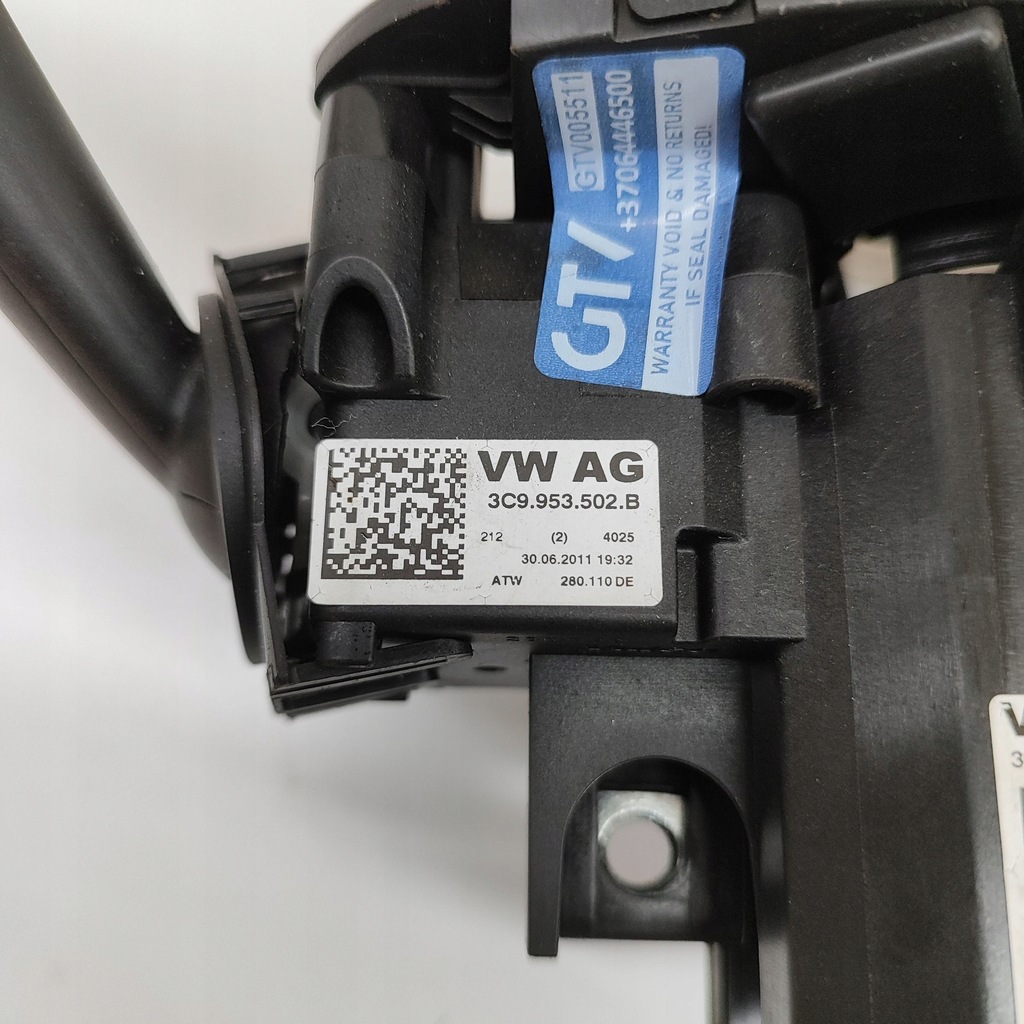 GTV005511
+37064446500
GTV
WARRANTY VOID & NO RETURNS
IF SEAL DAMAGED!
VW AG
3C9.953.502.B
212 (2) 4025
30.06.2011 19:32
ATW 280.110 DE
V
3